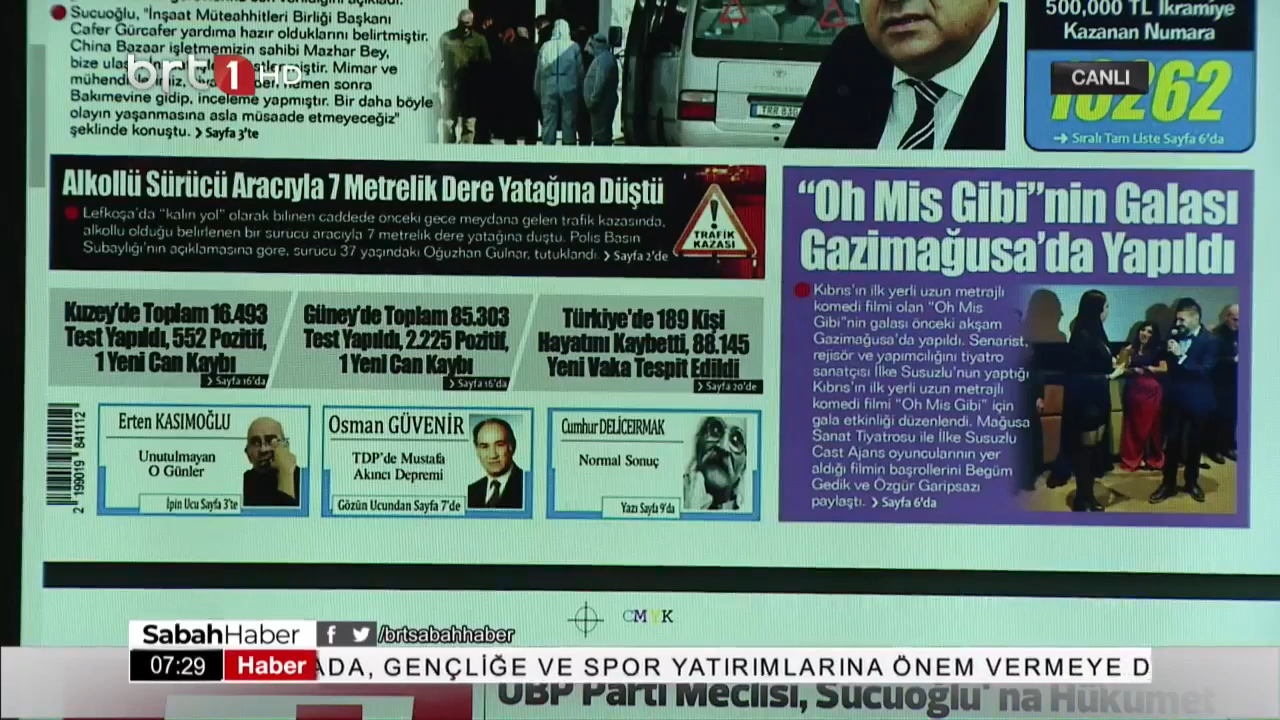 Sucuoğlu, "İnşaat Müteahhitleri Birliği Başkanı
Cafer Gürcafer yardıma hazır olduklarını belirtmiştir.
China Bazaar işletmemizin sahibi Mazhar Bey,
bize
Mimar ve
sonra
Bakımevine gidip, inceleme yapmıştır. Bir daha böyle
olayın yaşanmasına asla müsaade etmeyeceğiz"
şeklinde konuştu. ❯ Sayfa 3'te
brt 1 HD
500,000 TL İkramiye
Kazanan Numara
CANLI
→ Sıralı Tam Liste Sayfa 6'da
Alkollü Sürücü Aracıyla 7 Metrelik Dere Yatağına Düştü
Lefkoşa'da "kalın yol" olarak bilinen caddede önceki gece meydana gelen trafik kazasında,
alkollü olduğu belirlenen bir sürücü aracıyla 7 metrelik dere yatağına düştü. Polis Basın
Subaylığı'nın açıklamasına göre, sürücü 37 yaşındaki Oğuzhan Gülnar, tutuklandı. ❯ Sayfa 2'de
TRAFİK
KAZASI
"Oh Mis Gibi"nin Galası
Gazimağusa'da Yapıldı
Kıbrıs'ın ilk yerli uzun metrajlı
komedi filmi olan "Oh Mis
Gibi"nin galası önceki akşam
Gazimağusa'da yapıldı. Senarist,
rejisör ve yapımcılığını tiyatro
sanatçısı İlke Susuzlu'nun yaptığı
Kıbrıs'ın ilk yerli uzun metrajlı
komedi filmi "Oh Mis Gibi" için
gala etkinliği düzenlendi. Mağusa
Sanat Tiyatrosu ile İlke Susuzlu
Cast Ajans oyuncularının yer
aldığı filmin başrollerini Begüm
Gedik ve Özgür Garipsazı
paylaştı. ❯ Sayfa 6'da
Kuzey'de Toplam 16.493
Test Yapıldı, 552 Pozitif,
1 Yeni Can Kaybı
❯ Sayfa 16'da
Güney'de Toplam 85.303
Test Yapıldı, 2.225 Pozitif,
1 Yeni Can Kaybı
❯ Sayfa 16'da
Türkiye'de 189 Kişi
Hayatını Kaybetti, 88.145
Yeni Vaka Tespit Edildi
❯ Sayfa 20'de
2 199019 841112
Erten KASIMOĞLU
Unutulmayan
O Günler
İpin Ucu Sayfa 3'te
Osman GÜVENİR
TDP'de Mustafa
Akıncı Depremi
Gözün Ucundan Sayfa 7'de
Cumhur DELİCEIRMAK
Normal Sonuç
Yazı Sayfa 9'da
CMYK
SabahHaber
/brtsabahhaber
07:29
Haber
ADA, GENÇLİĞE VE SPOR YATIRIMLARINA ÖNEM VERMEYE D
UBP Parti Meclisi, Sucuoğlu'na Hükümet